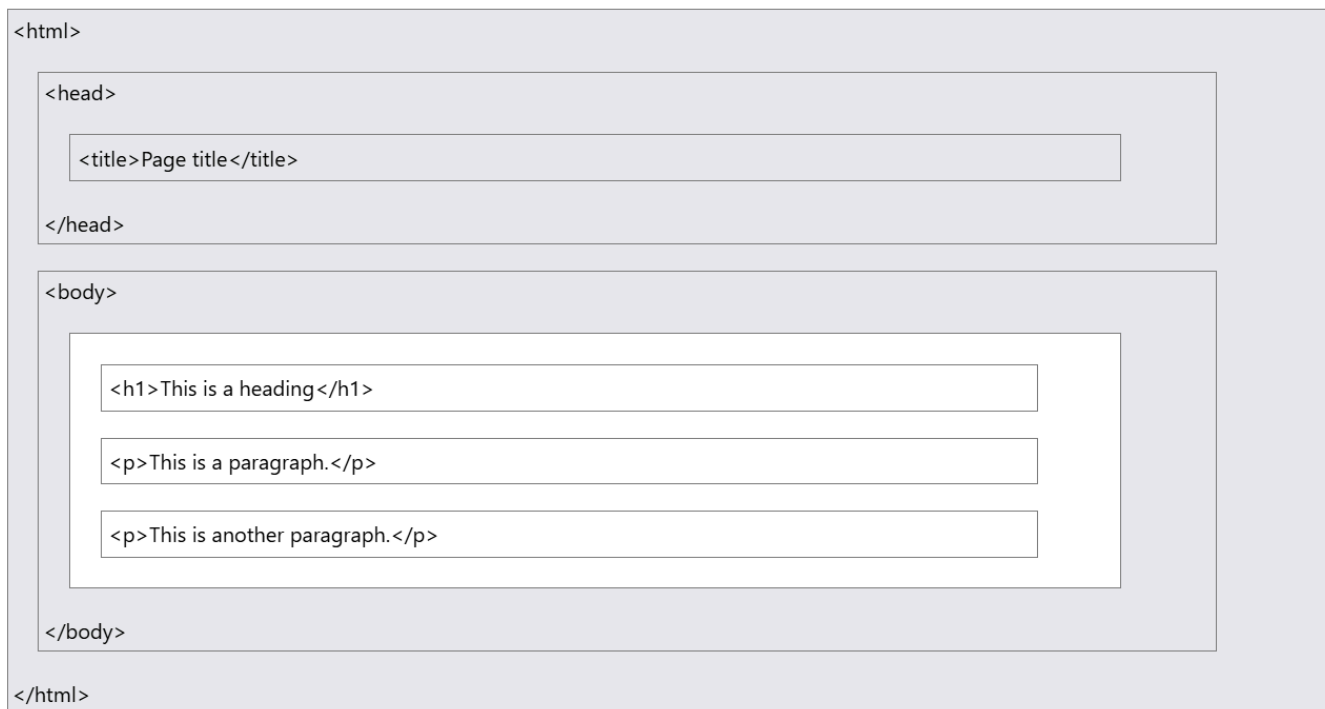 <html>
<head>
<title>Page title</title>
</head>
<body>
<h1>This is a heading</h1>
<p>This is a paragraph.</p>
<p>This is another paragraph.</p>
</body>
</html>